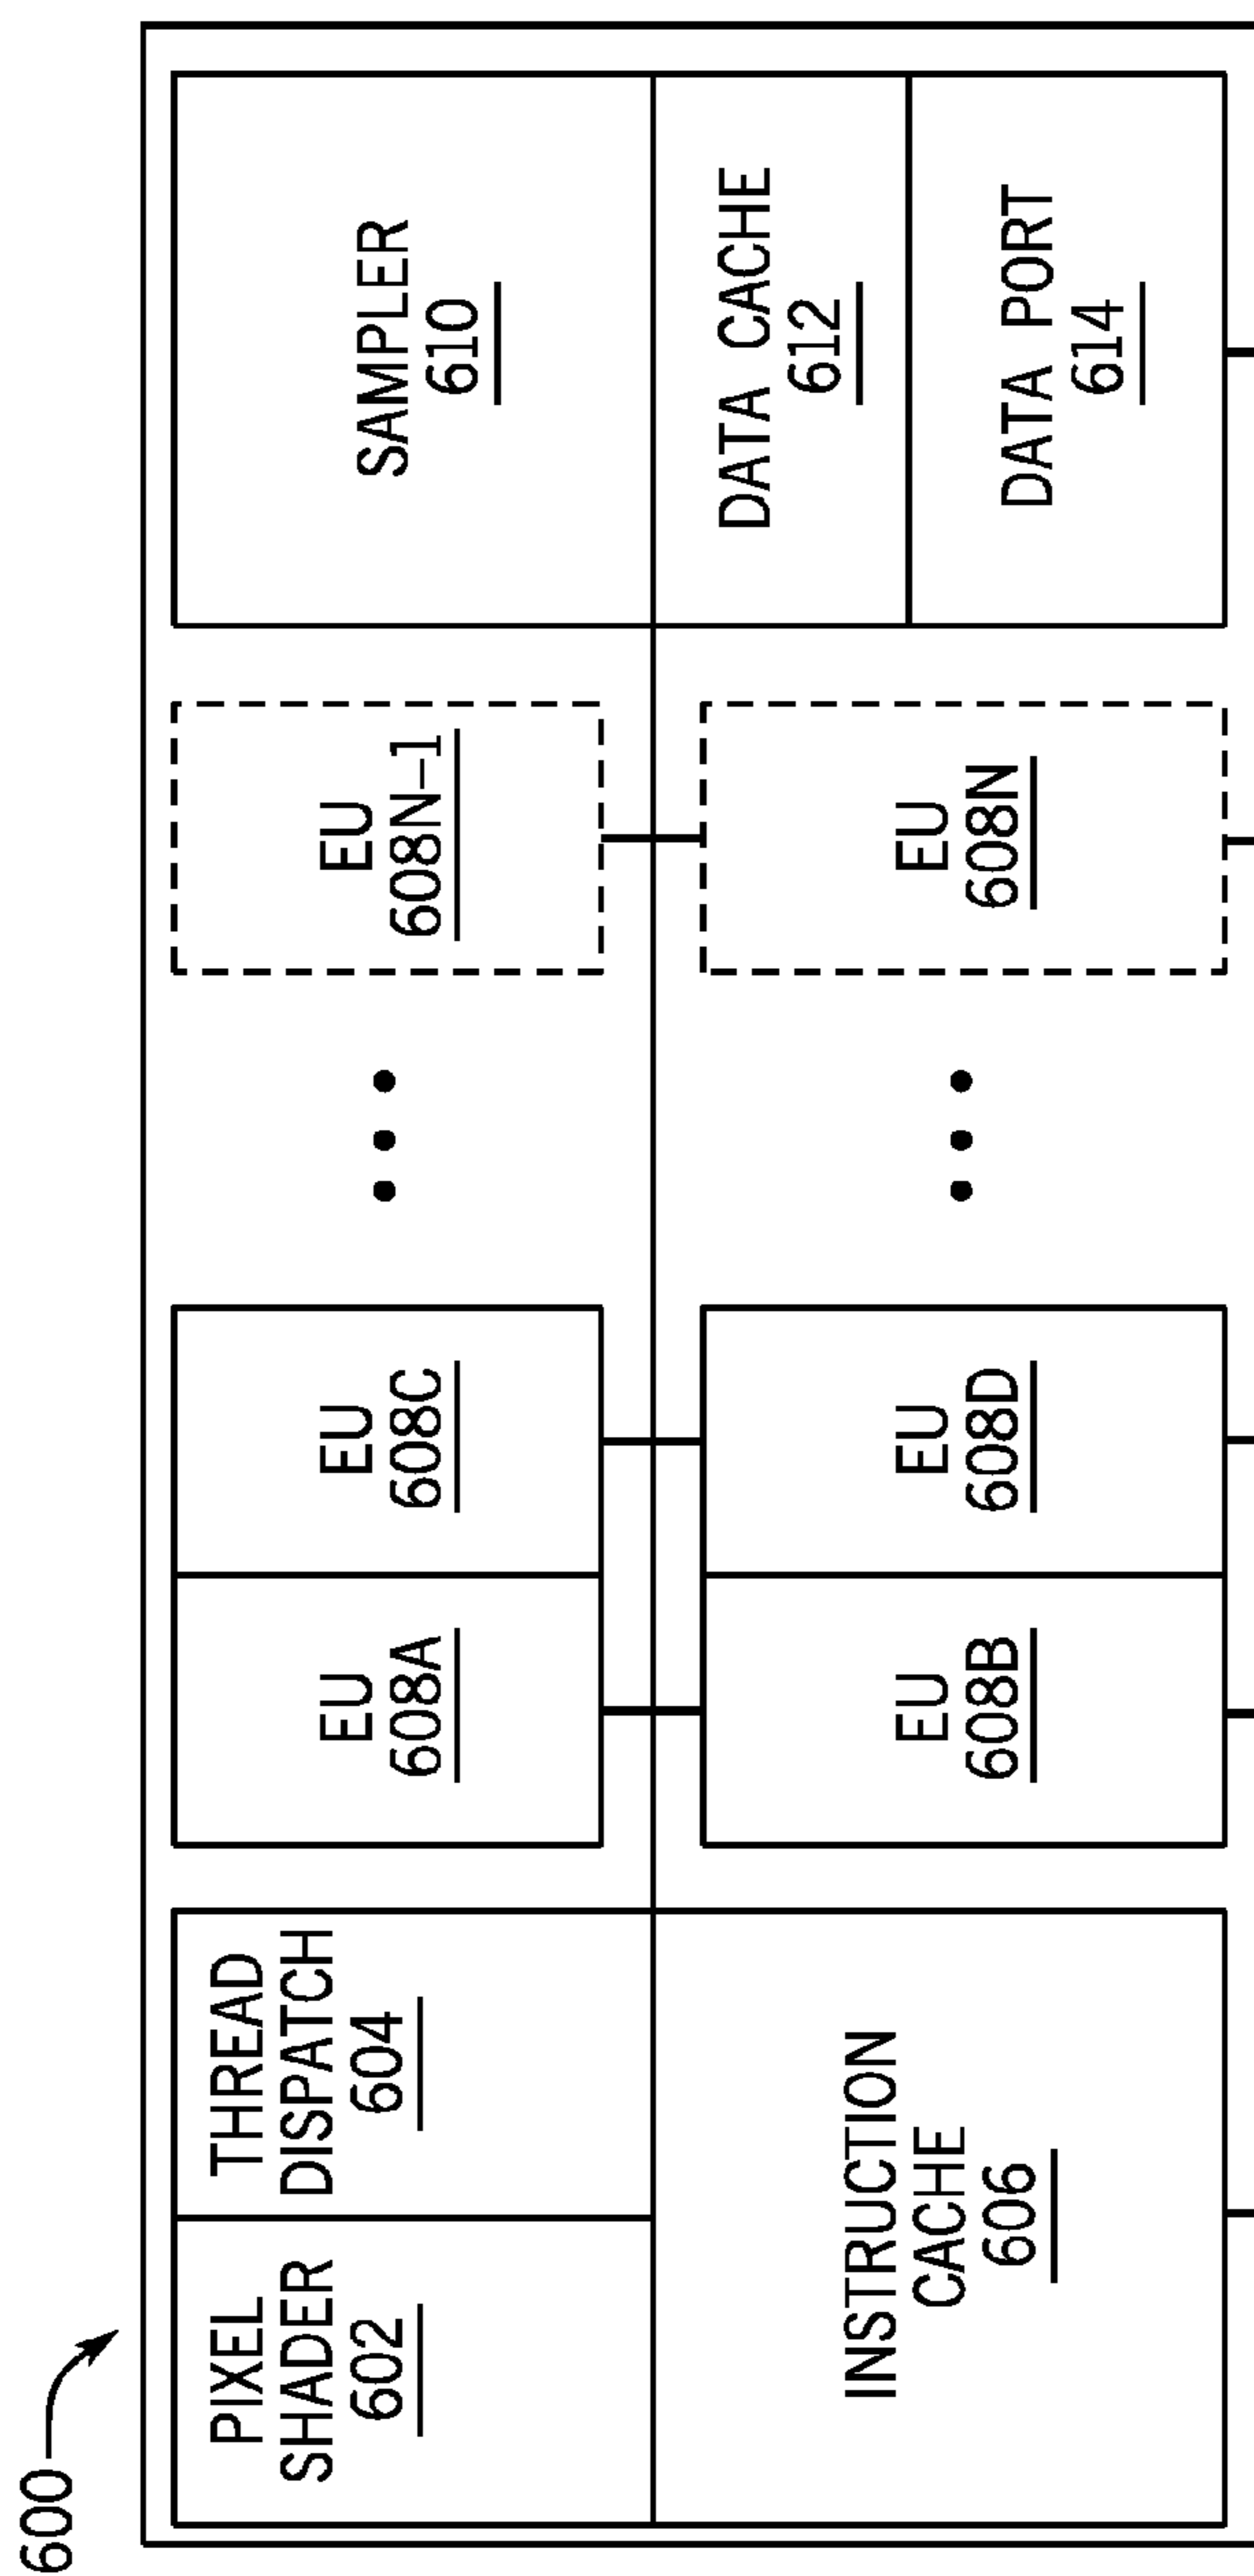 600
PIXEL
SHADER
602
THREAD
DISPATCH
604
INSTRUCTION
CACHE
606
EU
608A
EU
608C
EU
608N-1
EU
608B
EU
608D
EU
608N
SAMPLER
610
DATA CACHE
612
DATA PORT
614